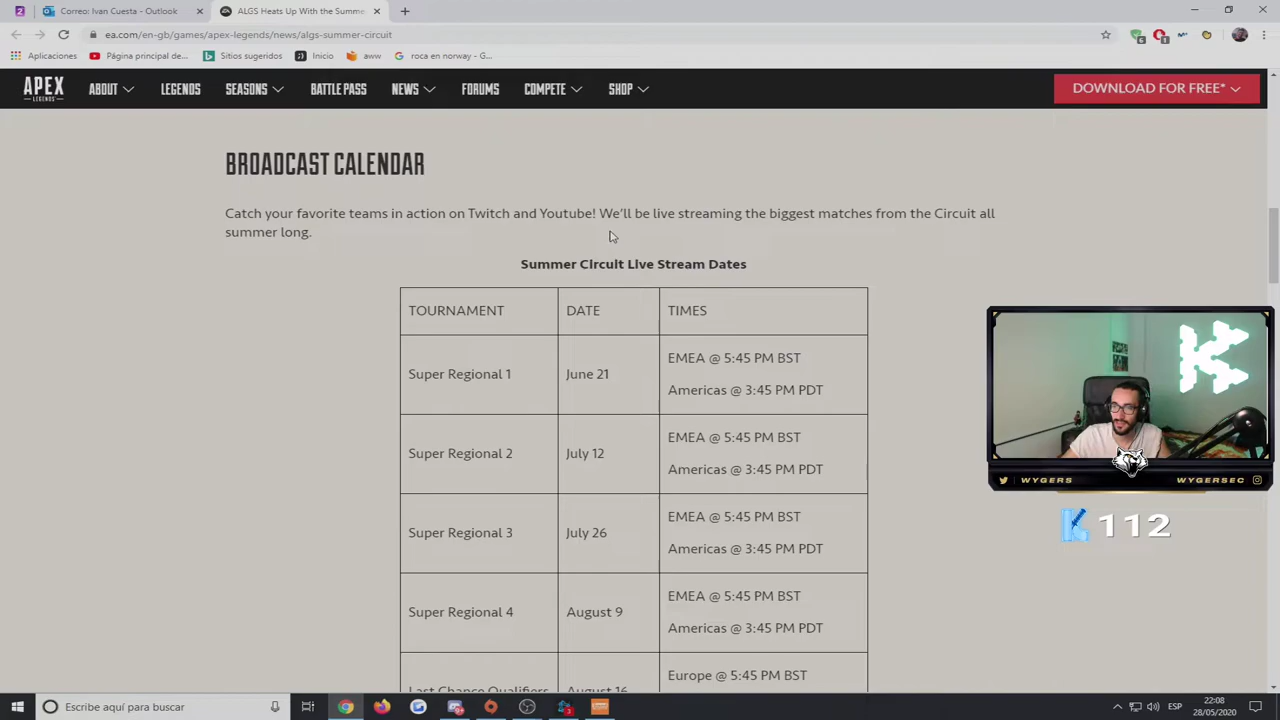 Correo: Ivan Cuesta - Outlook
ALGS Heats Up With the Summe
ea.com/en-gb/games/apex-legends/news/algs-summer-circuit
6
1
Aplicaciones
Página principal de...
Sitios sugeridos
Inicio
aww
roca en norway - G...
APEX
LEGENDS
ABOUT
LEGENDS
SEASONS
BATTLE PASS
NEWS
FORUMS
COMPETE
SHOP
DOWNLOAD FOR FREE*
BROADCAST CALENDAR
Catch your favorite teams in action on Twitch and Youtube! We'll be live streaming the biggest matches from the Circuit all
summer long.
Summer Circuit Live Stream Dates
TOURNAMENT DATE TIMES
Super Regional 1 June 21 EMEA @ 5:45 PM BST
Americas @ 3:45 PM PDT
Super Regional 2 July 12 EMEA @ 5:45 PM BST
Americas @ 3:45 PM PDT
Super Regional 3 July 26 EMEA @ 5:45 PM BST
Americas @ 3:45 PM PDT
Super Regional 4 August 9 EMEA @ 5:45 PM BST
Americas @ 3:45 PM PDT
Last Chance Qualifiers August 16 Europe @ 5:45 PM BST
K
WYGERS
WYGERSEC
112
Escribe aquí para buscar
ESP
22:08
28/05/2020